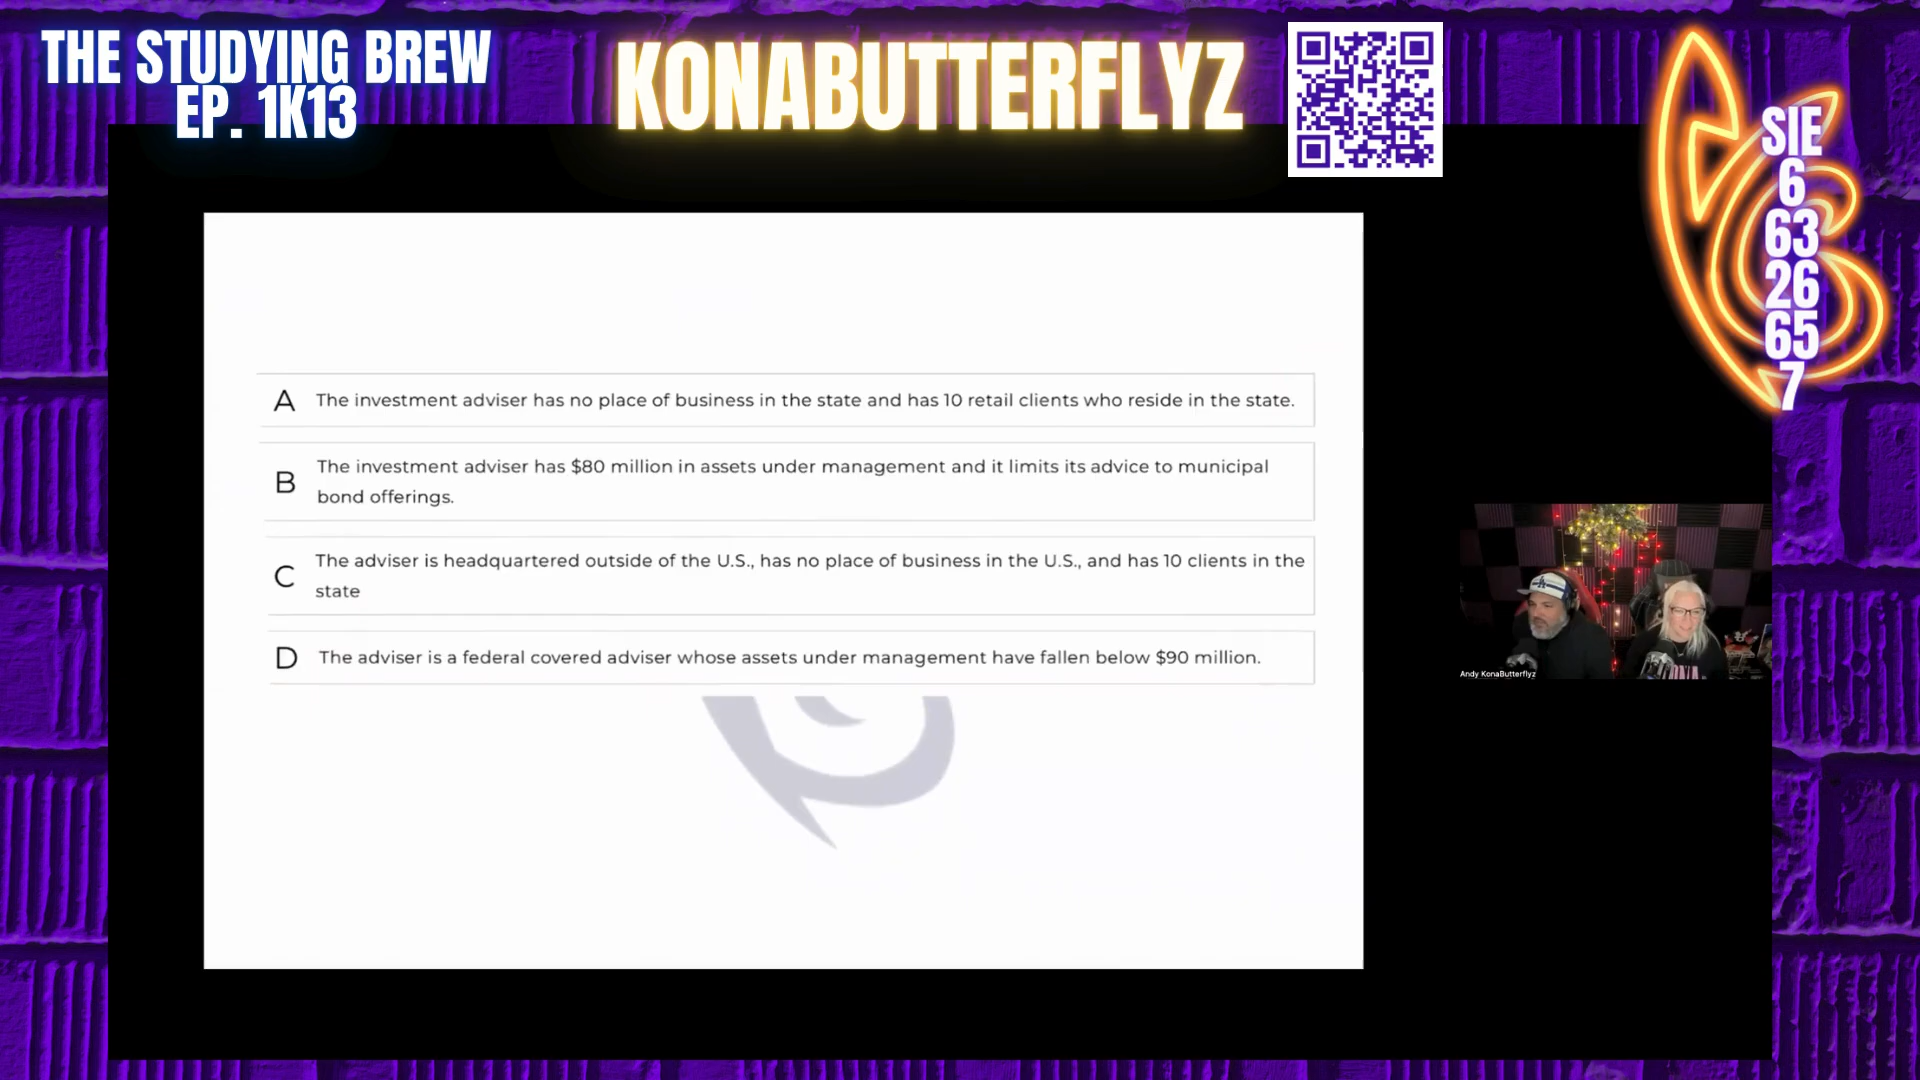 THE STUDYING BREW
EP. 1K13
KONABUTTERFLYZ
SIE
6
63
26
65
7
A The investment adviser has no place of business in the state and has 10 retail clients who reside in the state.
B The investment adviser has $80 million in assets under management and it limits its advice to municipal
bond offerings.
C The adviser is headquartered outside of the U.S., has no place of business in the U.S., and has 10 clients in the
state
D The adviser is a federal covered adviser whose assets under management have fallen below $90 million.
Andy KonaButterflyz